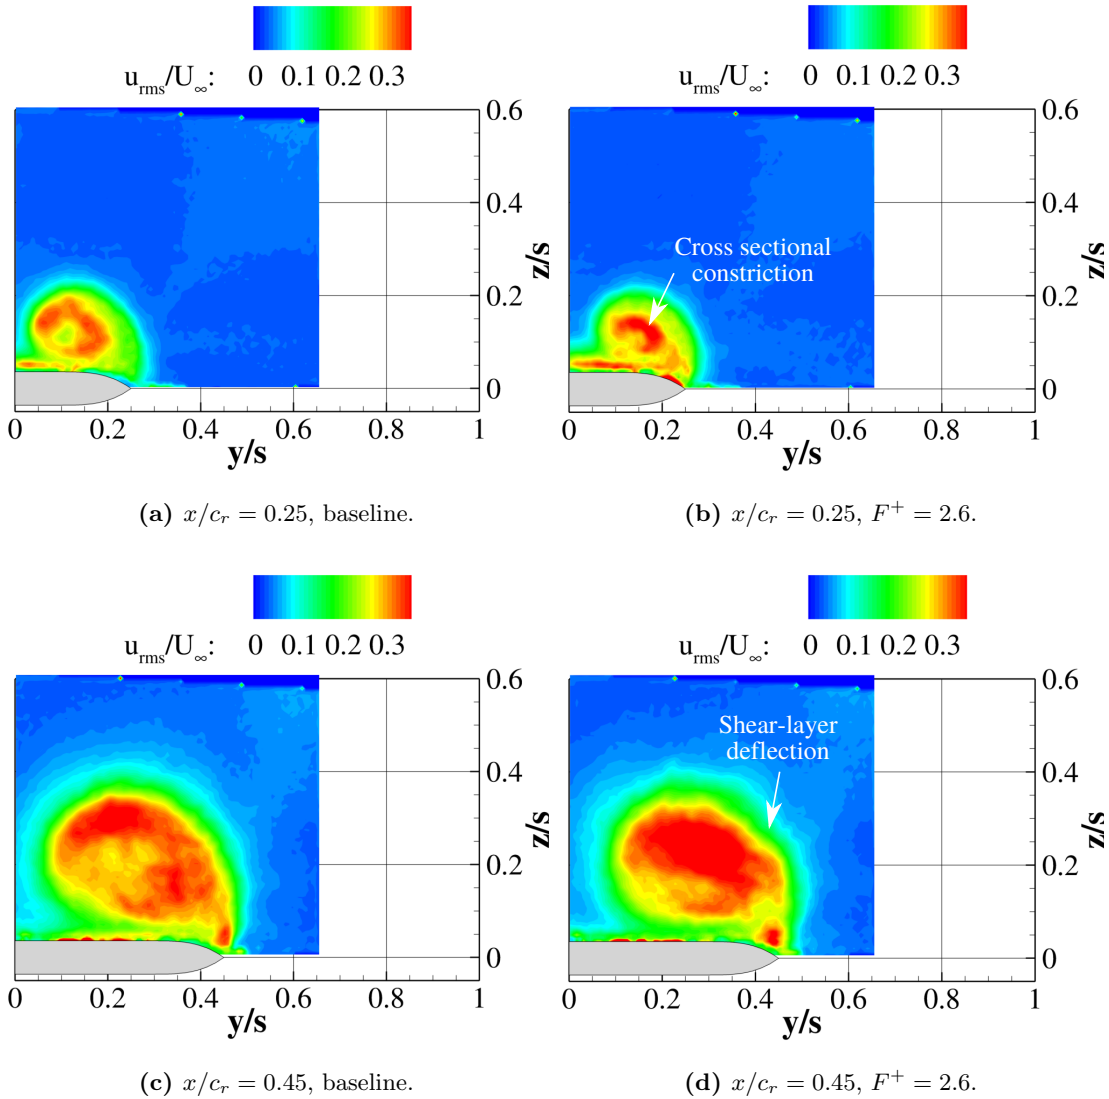 u_rms/U_∞: 0 0.1 0.2 0.3
u_rms/U_∞: 0 0.1 0.2 0.3
0.6
0.4
0.2
0
z/s
0 0.2 0.4 0.6 0.8 1
y/s
Cross sectional
constriction
0.6
0.4
0.2
0
z/s
0 0.2 0.4 0.6 0.8 1
y/s
(a) x/c_r = 0.25, baseline.
(b) x/c_r = 0.25, F^+ = 2.6.
u_rms/U_∞: 0 0.1 0.2 0.3
u_rms/U_∞: 0 0.1 0.2 0.3
0.6
0.4
0.2
0
z/s
0 0.2 0.4 0.6 0.8 1
y/s
Shear-layer
deflection
0.6
0.4
0.2
0
z/s
0 0.2 0.4 0.6 0.8 1
y/s
(c) x/c_r = 0.45, baseline.
(d) x/c_r = 0.45, F^+ = 2.6.